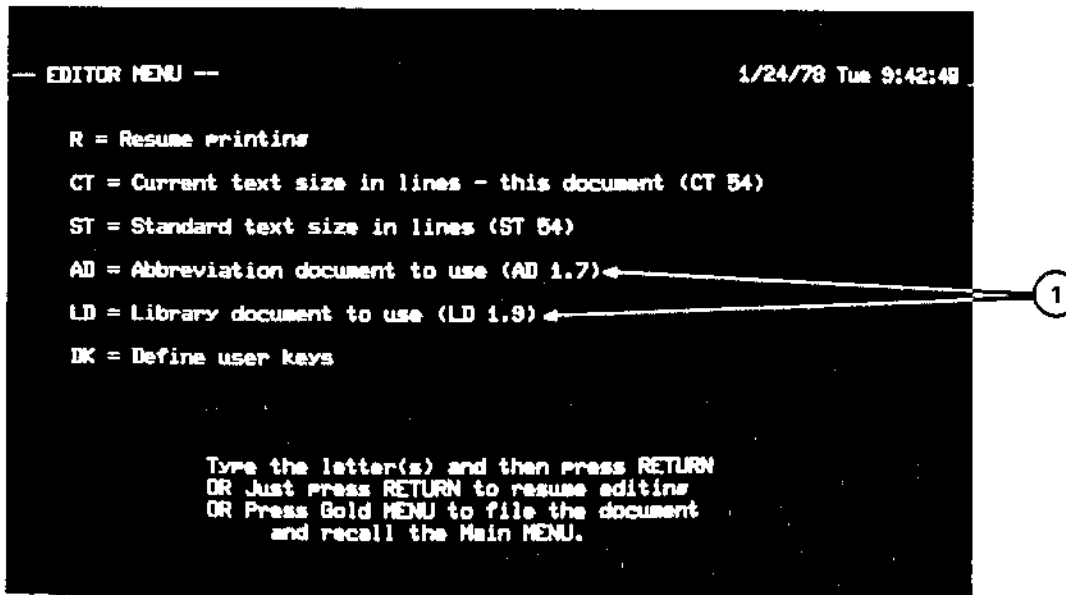 -- EDITOR MENU -- 1/24/78 Tue 9:42:48
R = Resume printing
CT = Current text size in lines - this document (CT 54)
ST = Standard text size in lines (ST 54)
AD = Abbreviation document to use (AD 1.7)
LD = Library document to use (LD 1.9)
1
DK = Define user keys
Type the letter(s) and then press RETURN
OR Just press RETURN to resume editing
OR Press Gold MENU to file the document
and recall the Main MENU.